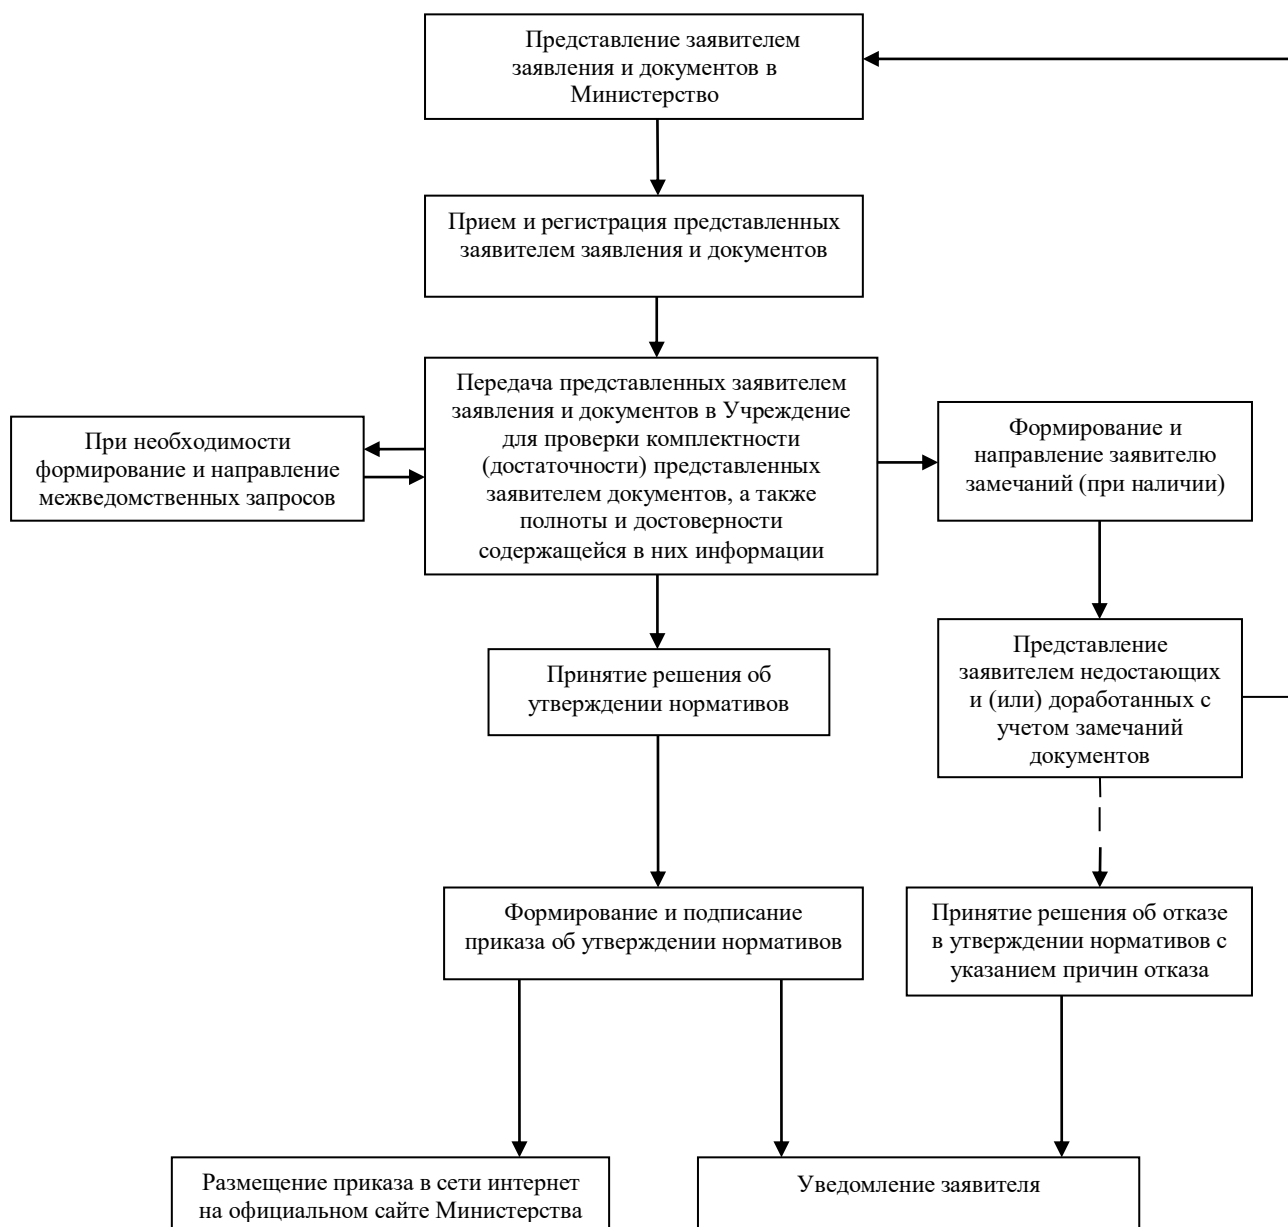 Представление заявителем
заявления и документов в
Министерство
Прием и регистрация представленных
заявителем заявления и документов
Передача представленных заявителем
заявления и документов в Учреждение
для проверки комплектности
(достаточности) представленных
заявителем документов, а также
полноты и достоверности
содержащейся в них информации
При необходимости
формирование и направление
межведомственных запросов
Формирование и
направление заявителю
замечаний (при наличии)
Принятие решения об
утверждении нормативов
Представление
заявителем недостающих
и (или) доработанных с
учетом замечаний
документов
Формирование и подписание
приказа об утверждении нормативов
Принятие решения об отказе
в утверждении нормативов с
указанием причин отказа
Размещение приказа в сети интернет
на официальном сайте Министерства
Уведомление заявителя